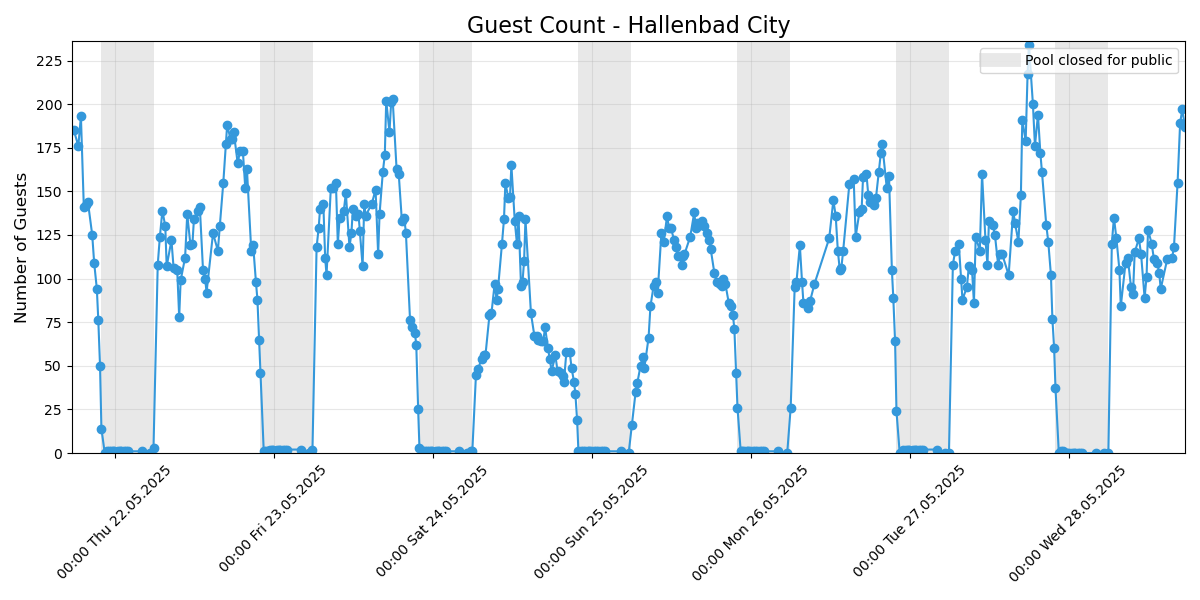 Guest Count - Hallenbad City
Pool closed for public
Number of Guests
225
200
175
150
125
100
75
50
25
0
00:00 Thu 22.05.2025
00:00 Fri 23.05.2025
00:00 Sat 24.05.2025
00:00 Sun 25.05.2025
00:00 Mon 26.05.2025
00:00 Tue 27.05.2025
00:00 Wed 28.05.2025